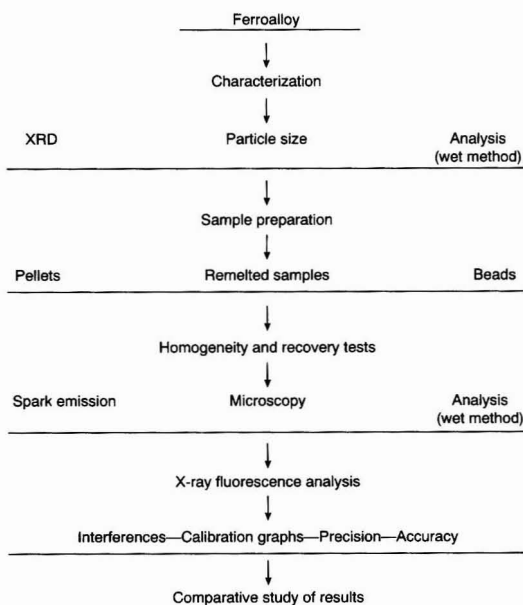 Ferroalloy
Characterization
XRD Particle size Analysis
(wet method)
Sample preparation
Pellets Remelted samples Beads
Homogeneity and recovery tests
Spark emission Microscopy Analysis
(wet method)
X-ray fluorescence analysis
Interferences—Calibration graphs—Precision—Accuracy
Comparative study of results